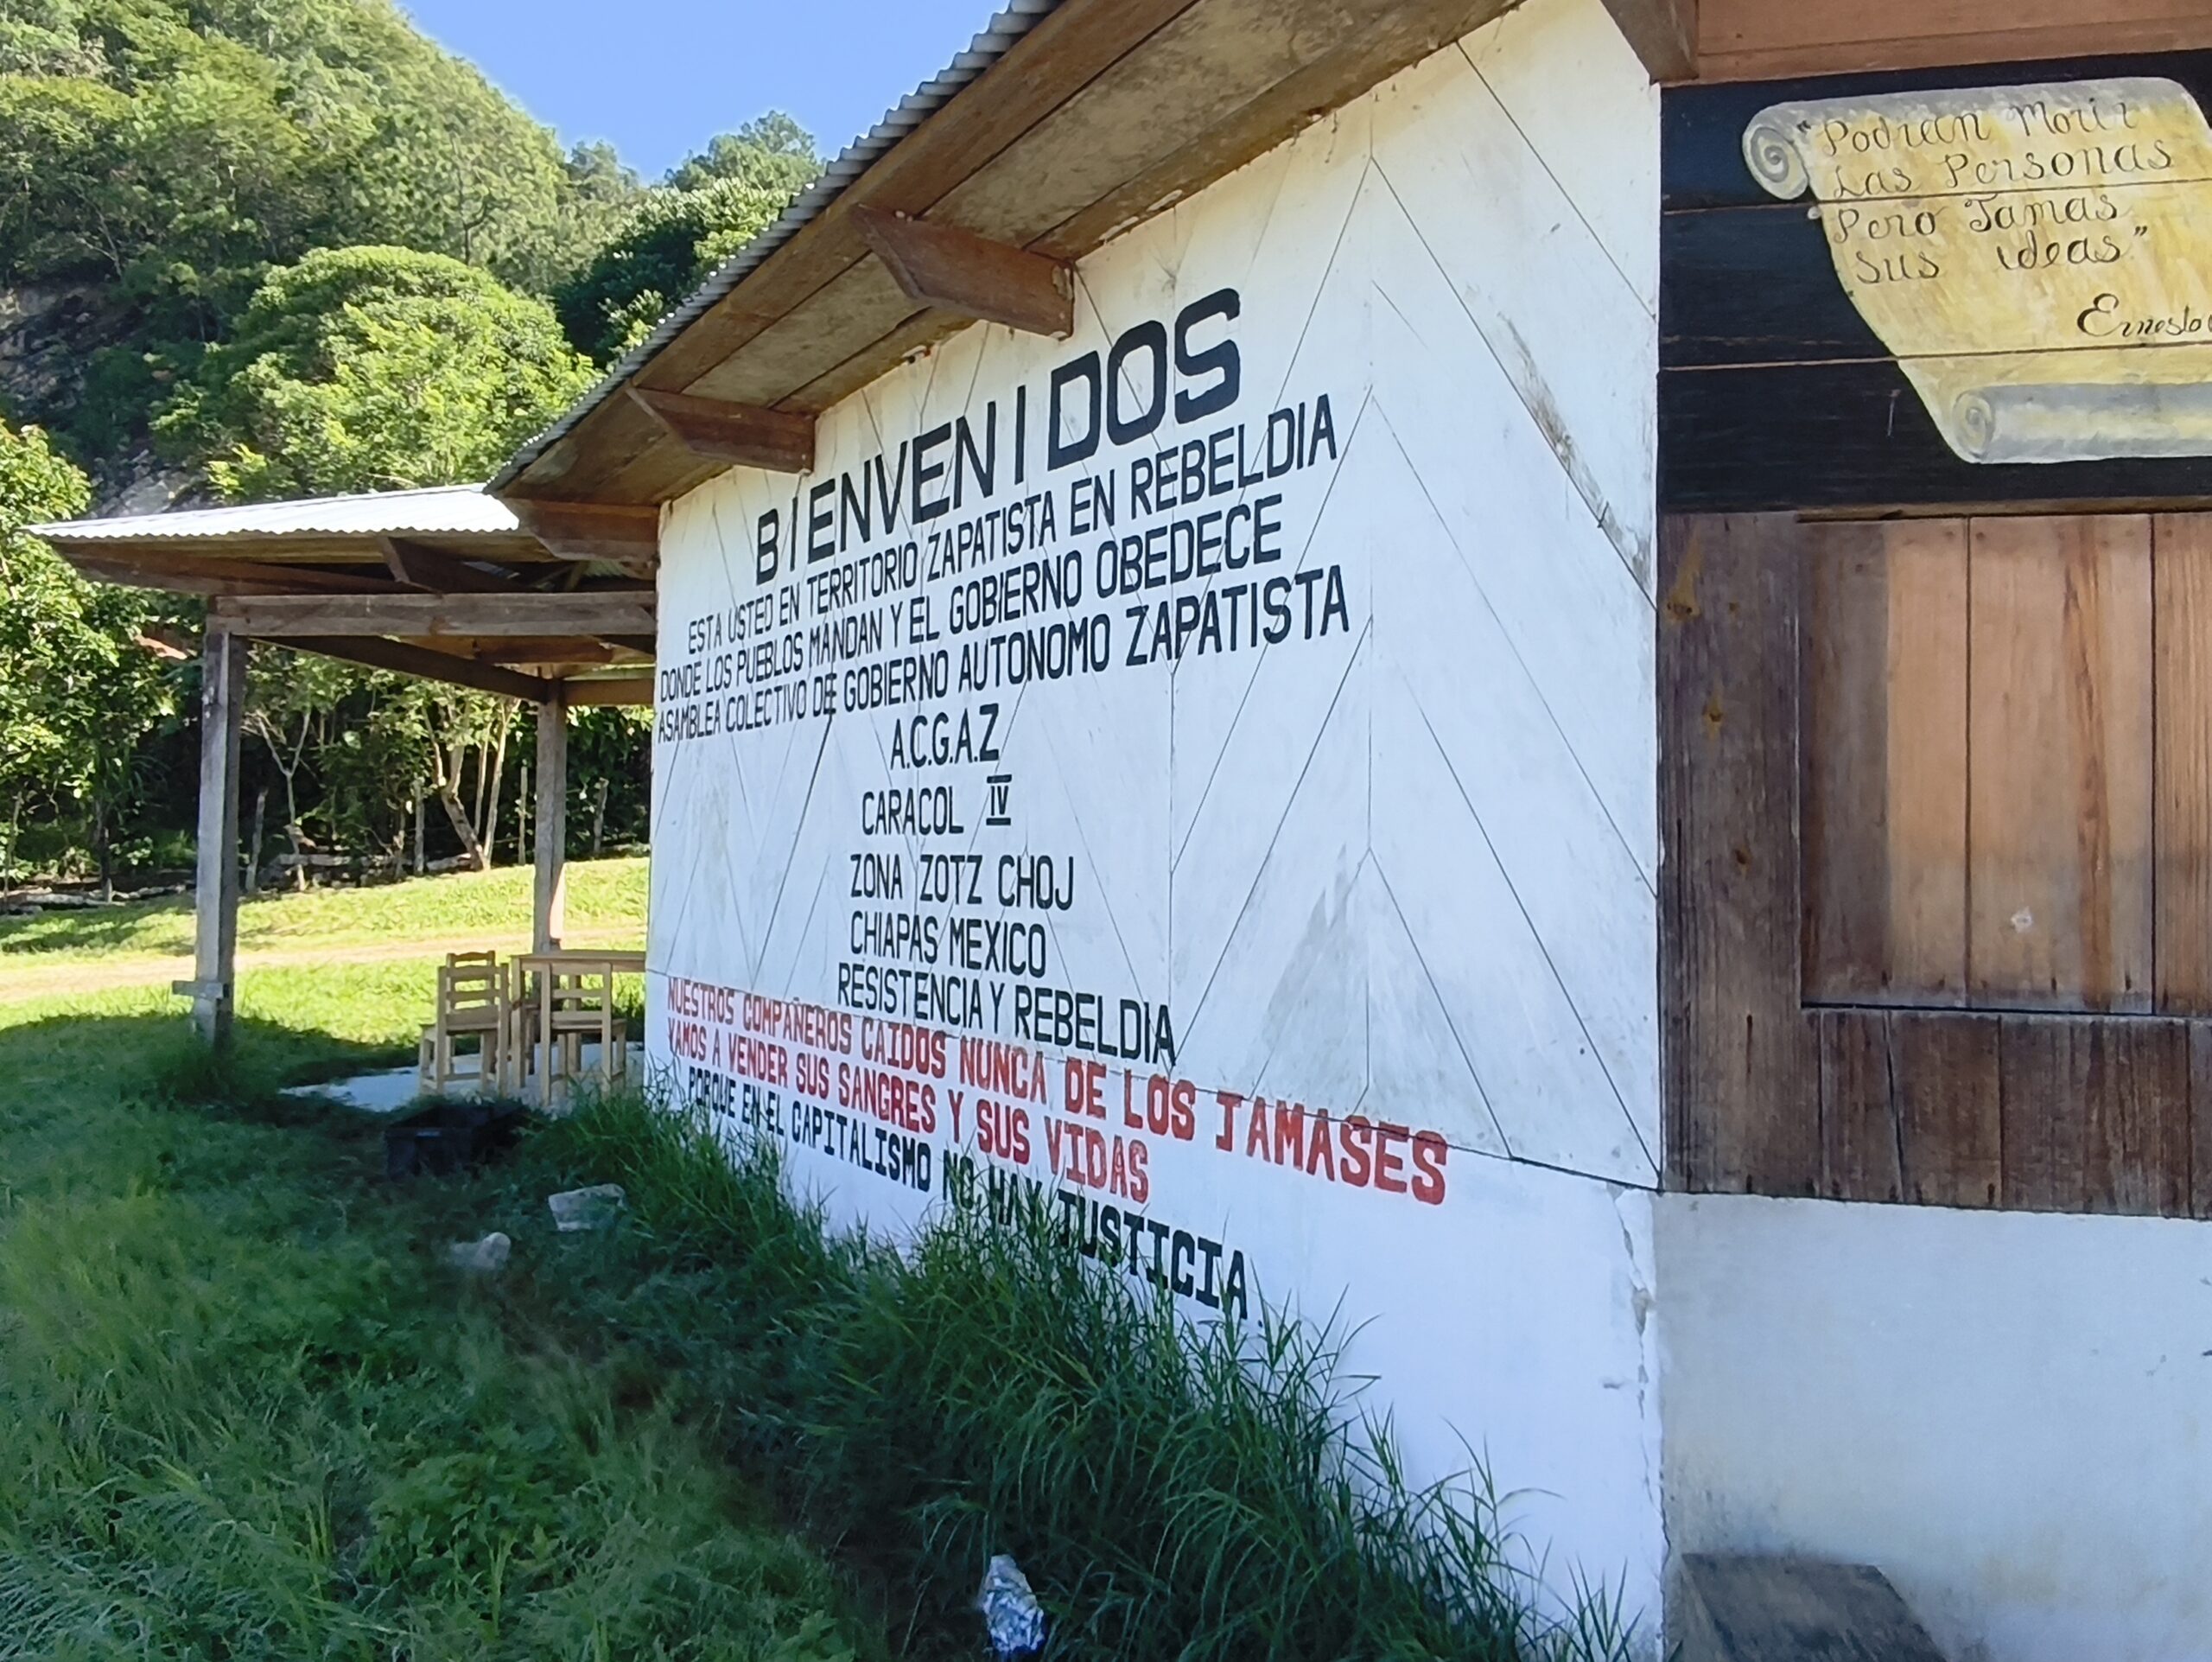 BIENVENIDOS
ESTA USTED EN TERRITORIO ZAPATISTA EN REBELDIA
DONDE LOS PUEBLOS MANDAN Y EL GOBIERNO OBEDECE
ASAMBLEA COLECTIVO DE GOBIERNO AUTONOMO ZAPATISTA
A.C.G.A.Z
CARACOL IV
ZONA ZOTZ CHOJ
CHIAPAS MEXICO
RESISTENCIA Y REBELDIA
NUESTROS COMPAÑEROS CAIDOS NUNCA DE LOS JAMASES
VAMOS A VENDER SUS SANGRES Y SUS VIDAS
PORQUE EN EL CAPITALISMO NO HAY JUSTICIA
"Podran Morir
Las Personas
Pero Jamas
Sus ideas"
Ernesto